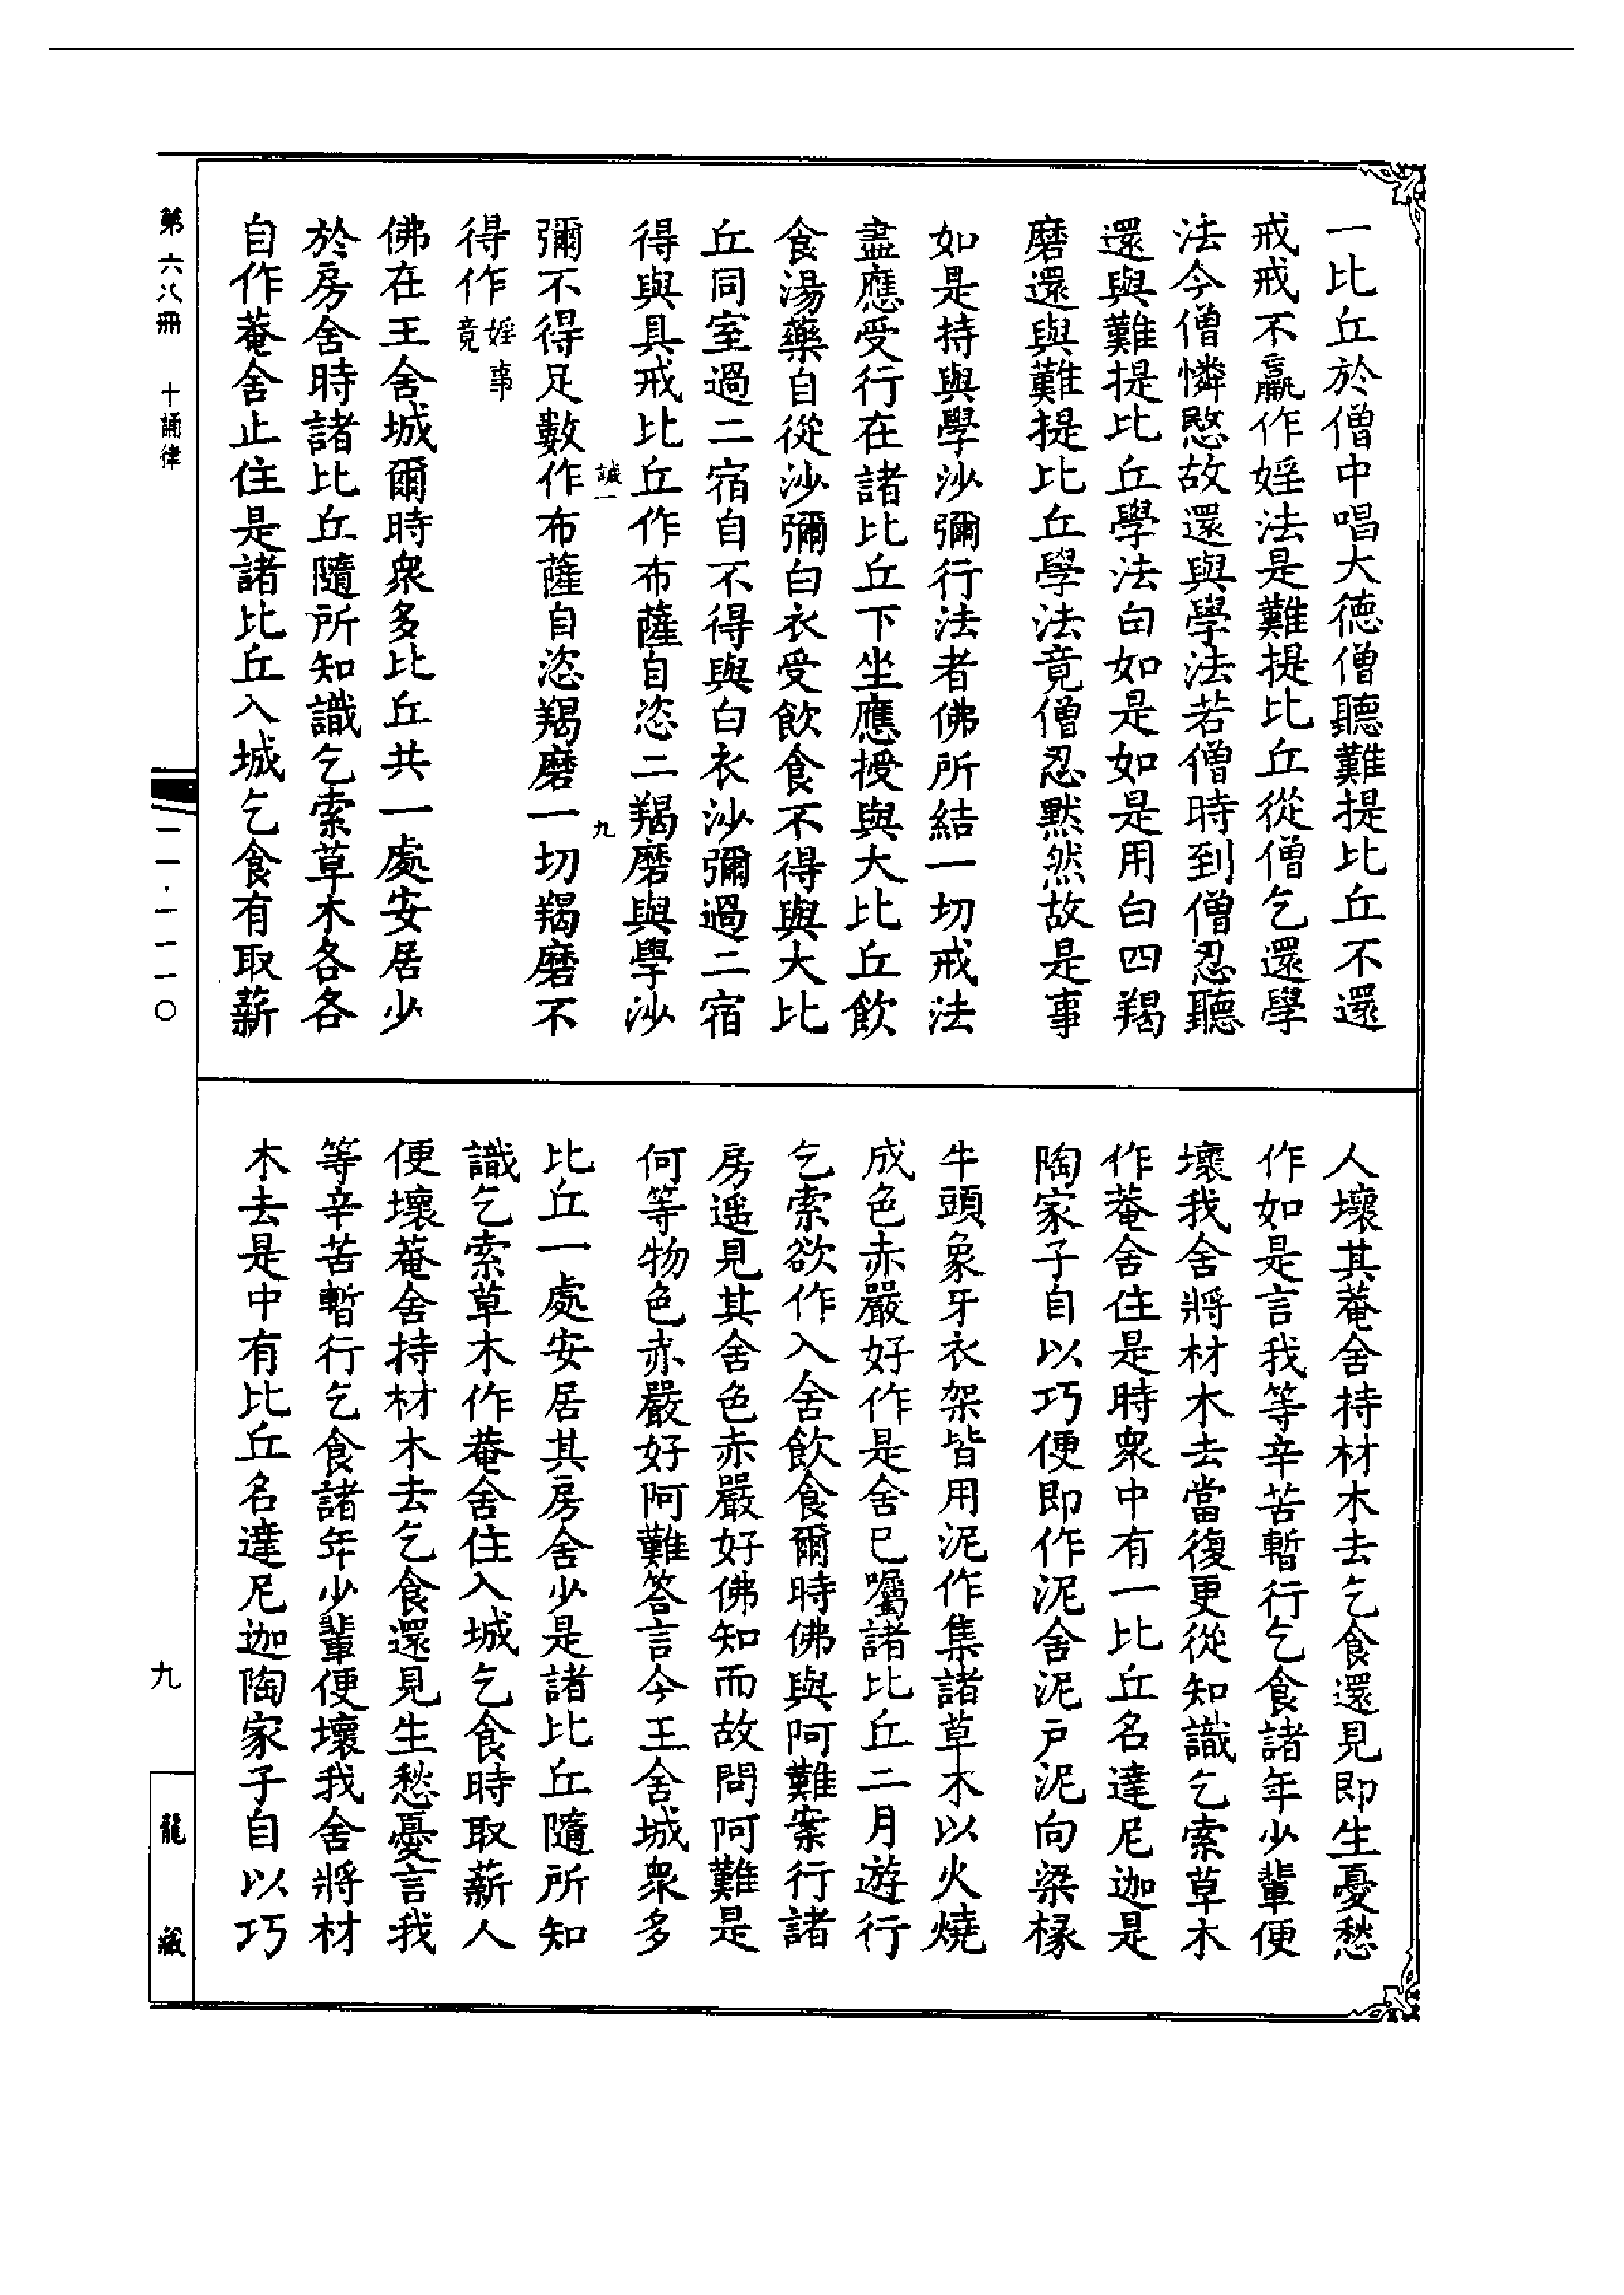 一比丘於僧中唱大德僧聽難提比丘不還
戒戒不羸作婬法是難提比丘從僧乞還學
法今僧憐愍故還與學法若僧時到僧忍聽
還與難提比丘學法白如是如是用白四羯
磨還與難提比丘學法竟僧忍默然故是事
如是持與學沙彌行法者佛所結一切戒法
盡應受行在諸比丘下坐應授與大比丘飲
食湯藥自從沙彌白衣受飲食不得與大比
丘同室過二宿自不得與白衣沙彌過二宿
得與具戒比丘作布薩自恣二羯磨與學沙
誠一
九
彌不得足數作布薩自恣羯磨一切羯磨不
得作婬事竟
佛在王舍城爾時衆多比丘共一處安居少
於房舍時諸比丘隨所知識乞索草木各各
自作菴舍止住是諸比丘入城乞食有取薪
人壞其菴舍持材木去乞食還見即生憂愁
作如是言我等辛苦暫行乞食諸年少輩便
壞我舍將材木去當復更從知識乞索草木
作菴舍住是時衆中有一比丘名達尼迦是
陶家子自以巧便即作泥舍泥戶泥向梁椽
牛頭象牙衣架皆用泥作集諸草木以火燒
成色赤嚴好作是舍已囑諸比丘二月遊行
乞索欲作入舍飲食爾時佛與阿難案行諸
房遥見其舍色赤嚴好佛知而故問阿難是
何等物色赤嚴好阿難答言今王舍城衆多
比丘一處安居其房舍少是諸比丘隨所知
識乞索草木作菴舍住入城乞食時取薪人
便壞菴舍持材木去乞食還見生愁憂言我
等辛苦暫行乞食諸年少輩便壞我舍將材
木去是中有比丘名達尼迦陶家子自以巧
第六八冊 十誦律
一一·一一一〇
九
龍藏